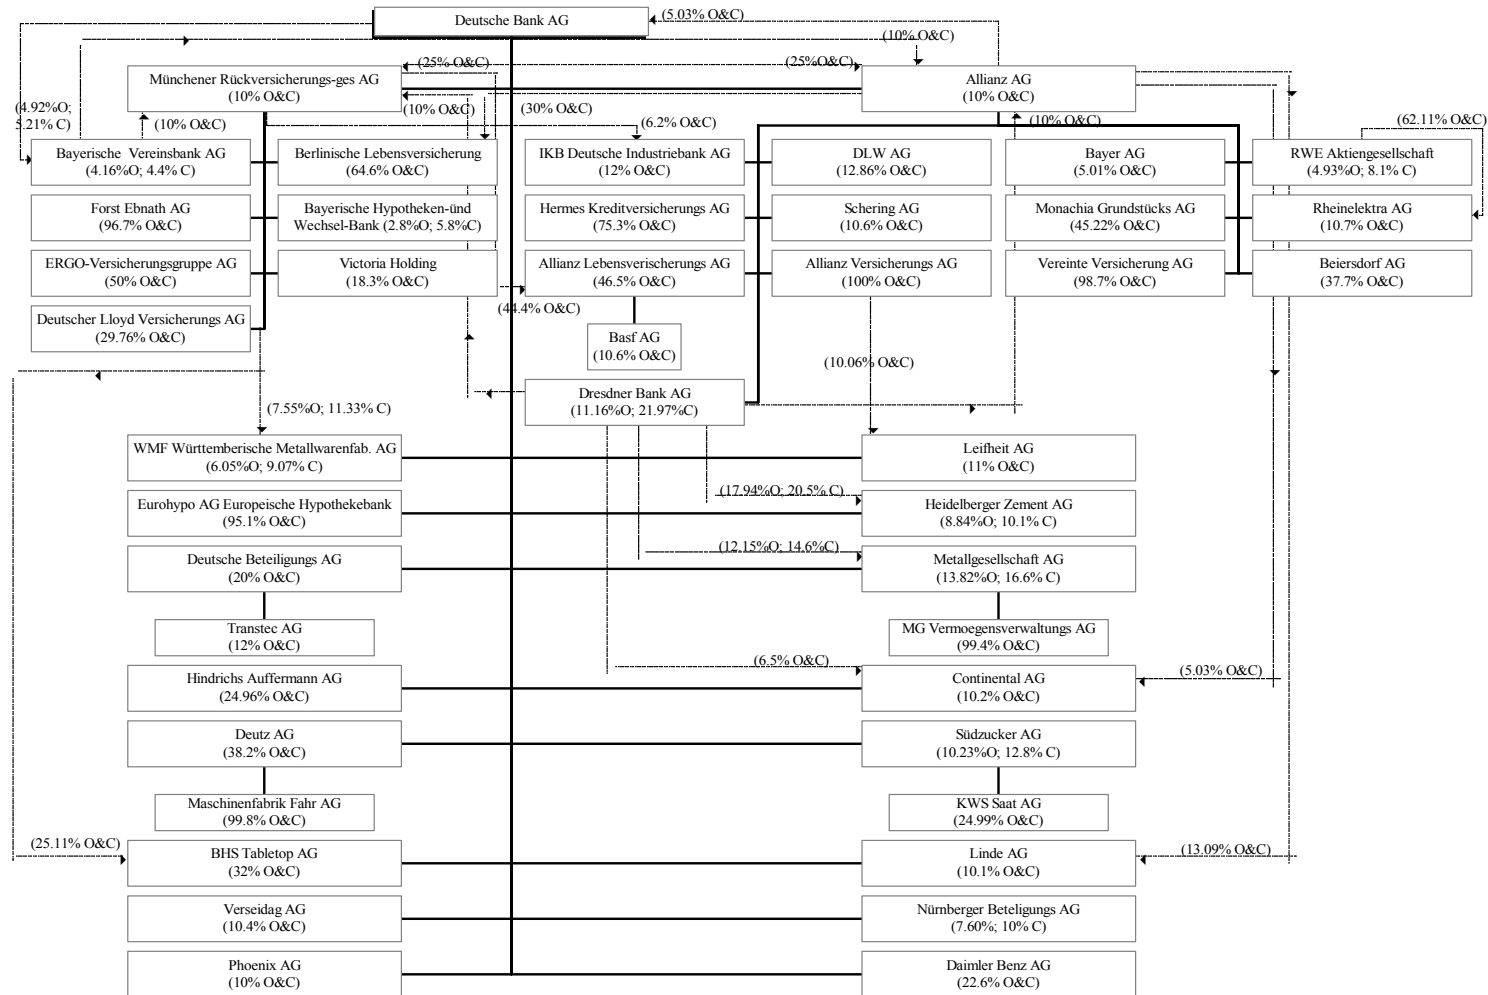 Deutsche Bank AG
(5.03% O&C)
(10% O&C)
(25% O&C)
(25%O&C)
Münchener Rückversicherungs-ges AG
(10% O&C)
Allianz AG
(10% O&C)
(4.92%O;
5.21% C)
(10% O&C)
(10% O&C)
(30% O&C)
(6.2% O&C)
(10% O&C)
(62.11% O&C)
Bayerische Vereinsbank AG
(4.16%O; 4.4% C)
Berlinische Lebensversicherung
(64.6% O&C)
IKB Deutsche Industriebank AG
(12% O&C)
DLW AG
(12.86% O&C)
Bayer AG
(5.01% O&C)
RWE Aktiengesellschaft
(4.93%O; 8.1% C)
Forst Ebnath AG
(96.7% O&C)
Bayerische Hypotheken-ünd
Wechsel-Bank (2.8%O; 5.8%C)
Hermes Kreditversicherungs AG
(75.3% O&C)
Schering AG
(10.6% O&C)
Monachia Grundstücks AG
(45.22% O&C)
Rheinelektra AG
(10.7% O&C)
ERGO-Versicherungsgruppe AG
(50% O&C)
Victoria Holding
(18.3% O&C)
Allianz Lebensverischerungs AG
(46.5% O&C)
Allianz Versicherungs AG
(100% O&C)
Vereinte Versicherung AG
(98.7% O&C)
Beiersdorf AG
(37.7% O&C)
(44.4% O&C)
Deutscher Lloyd Versicherungs AG
(29.76% O&C)
Basf AG
(10.6% O&C)
(10.06% O&C)
Dresdner Bank AG
(11.16%O; 21.97%C)
(7.55%O; 11.33% C)
WMF Württemberische Metallwarenfab. AG
(6.05%O; 9.07% C)
Leifheit AG
(11% O&C)
(17.94%O; 20.5% C)
Eurohypo AG Europeische Hypothekebank
(95.1% O&C)
Heidelberger Zement AG
(8.84%O; 10.1% C)
(12.15%O; 14.6%C)
Deutsche Beteiligungs AG
(20% O&C)
Metallgesellschaft AG
(13.82%O; 16.6% C)
Transtec AG
(12% O&C)
MG Vermoegensverwaltungs AG
(99.4% O&C)
(6.5% O&C)
(5.03% O&C)
Hindrichs Auffermann AG
(24.96% O&C)
Continental AG
(10.2% O&C)
Deutz AG
(38.2% O&C)
Südzucker AG
(10.23%O; 12.8% C)
Maschinenfabrik Fahr AG
(99.8% O&C)
KWS Saat AG
(24.99% O&C)
(25.11% O&C)
(13.09% O&C)
BHS Tabletop AG
(32% O&C)
Linde AG
(10.1% O&C)
Verseidag AG
(10.4% O&C)
Nürnberger Beteligungs AG
(7.60%; 10% C)
Phoenix AG
(10% O&C)
Daimler Benz AG
(22.6% O&C)